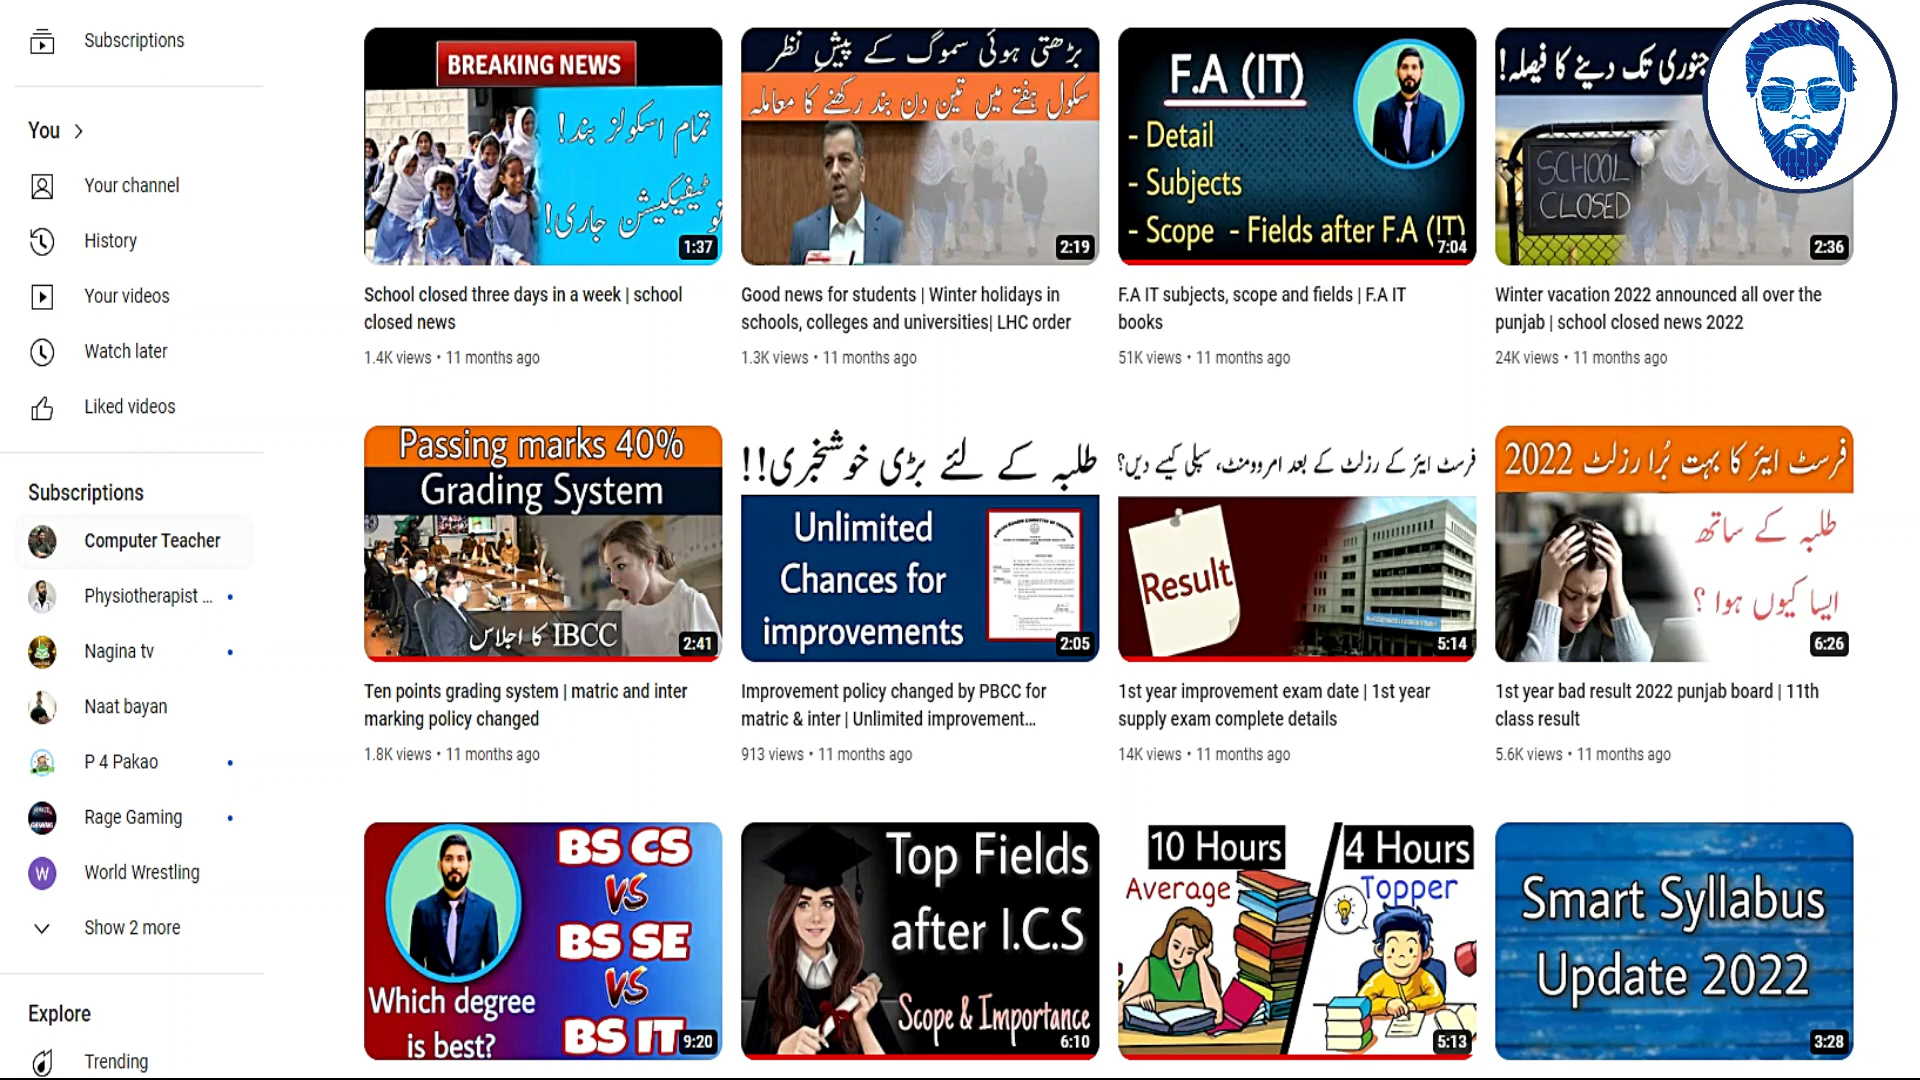 Subscriptions
You
Your channel
History
Your videos
Watch later
Liked videos
Subscriptions
Computer Teacher
Physiotherapist ...
Nagina tv
Naat bayan
P 4 Pakao
Rage Gaming
W
World Wrestling
Show 2 more
Explore
Trending
BREAKING NEWS
تمام اسکولز بند!
نوٹیفیکیشن جاری!
1:37
School closed three days in a week | school
closed news
1.4K views • 11 months ago
بڑھتی ہوئی سموگ کے پیشِ نظر
سکول ہفتے میں تین دن بند رکھنے کا معاملہ
2:19
Good news for students | Winter holidays in
schools, colleges and universities| LHC order
1.3K views • 11 months ago
F.A (IT)
- Detail
- Subjects
- Scope - Fields after F.A (IT)
7:04
F.A IT subjects, scope and fields | F.A IT
books
51K views • 11 months ago
جنوری تک دینے کا فیصلہ!
SCHOOL
CLOSED
2:36
Winter vacation 2022 announced all over the
punjab | school closed news 2022
24K views • 11 months ago
Passing marks 40%
Grading System
IBCC کا اجلاس
2:41
Ten points grading system | matric and inter
marking policy changed
1.8K views • 11 months ago
طلبہ کے لئے بڑی خوشخبری!!
Unlimited
Chances for
improvements
2:05
Improvement policy changed by PBCC for
matric & inter | Unlimited improvement...
913 views • 11 months ago
فرسٹ ایئر کے رزلٹ کے بعد امروومنٹ، سپلی کیسے دیں؟
Result
5:14
1st year improvement exam date | 1st year
supply exam complete details
14K views • 11 months ago
فرسٹ ایئر کا بہت بُرا رزلٹ 2022
طلبہ کے ساتھ
ایسا کیوں ہوا ؟
6:26
1st year bad result 2022 punjab board | 11th
class result
5.6K views • 11 months ago
BS CS
VS
BS SE
VS
BS IT
Which degree
is best?
9:20
Top Fields
after I.C.S
Scope & Importance
6:10
10 Hours
Average
4 Hours
Topper
5:13
Smart Syllabus
Update 2022
3:28